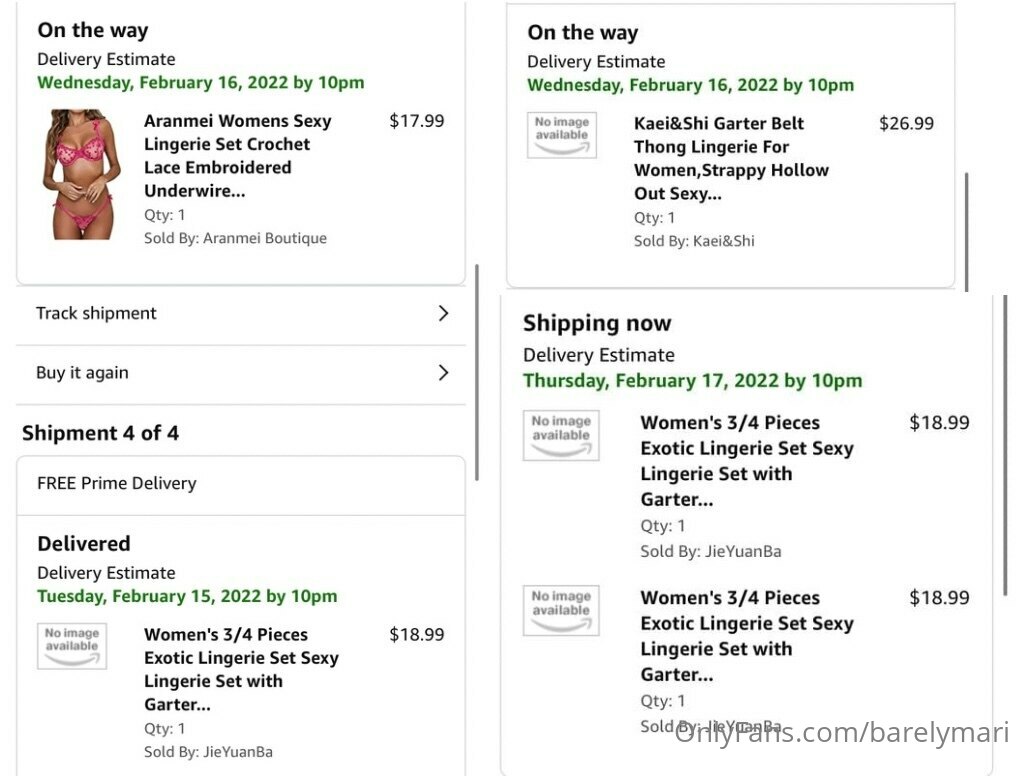 On the way
Delivery Estimate
Wednesday, February 16, 2022 by 10pm
Aranmei Womens Sexy $17.99
Lingerie Set Crochet
Lace Embroidered
Underwire...
Qty: 1
Sold By: Aranmei Boutique
Track shipment
Buy it again
Shipment 4 of 4
FREE Prime Delivery
Delivered
Delivery Estimate
Tuesday, February 15, 2022 by 10pm
No image
available
Women's 3/4 Pieces $18.99
Exotic Lingerie Set Sexy
Lingerie Set with
Garter...
Qty: 1
Sold By: JieYuanBa
On the way
Delivery Estimate
Wednesday, February 16, 2022 by 10pm
No image
available
Kaei&Shi Garter Belt $26.99
Thong Lingerie For
Women,Strappy Hollow
Out Sexy...
Qty: 1
Sold By: Kaei&Shi
Shipping now
Delivery Estimate
Thursday, February 17, 2022 by 10pm
No image
available
Women's 3/4 Pieces $18.99
Exotic Lingerie Set Sexy
Lingerie Set with
Garter...
Qty: 1
Sold By: JieYuanBa
No image
available
Women's 3/4 Pieces $18.99
Exotic Lingerie Set Sexy
Lingerie Set with
Garter...
Qty: 1
Sold By: JieYuanBa
OnlyFans.com/barelymari